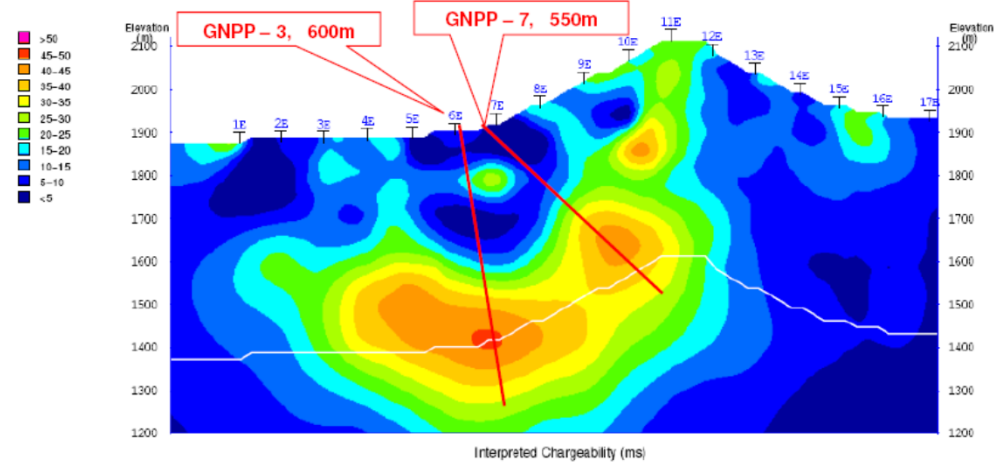 GNPP – 3, 600m
GNPP – 7, 550m
Elevation
(m)
2100
2000
1900
1800
1700
1600
1500
1400
1300
1200
>50
45–50
40–45
35–40
30–35
25–30
20–25
15–20
10–15
5–10
<5
1E
2E
3E
4E
5E
6E
7E
8E
9E
10E
11E
12E
13E
14E
15E
16E
17E
Elevation
(m)
2100
2000
1900
1800
1700
1600
1500
1400
1300
1200
Interpreted Chargeability (ms)